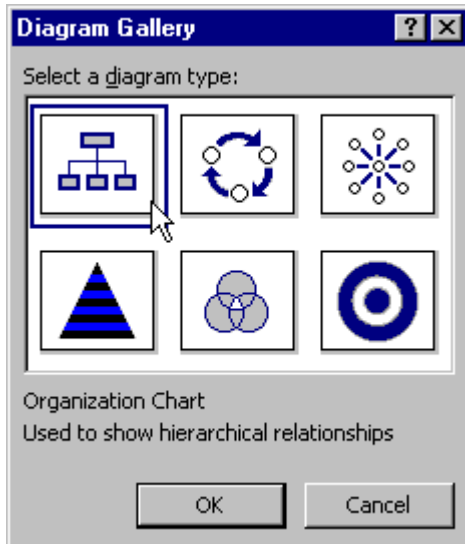 Diagram Gallery
Select a diagram type:
Organization Chart
Used to show hierarchical relationships
OK
Cancel